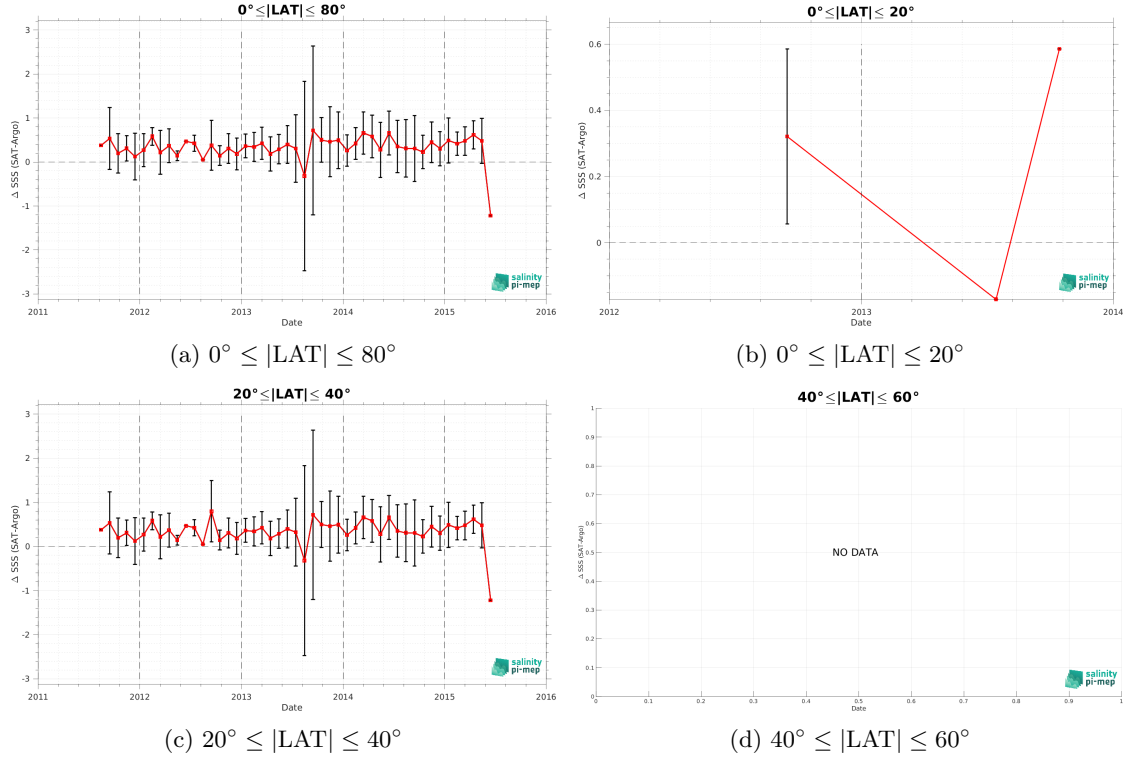 0°≤|LAT|≤ 80°
3
2
1
0
-1
-2
-3
Δ SSS (SAT-Argo)
2011
2012
2013
2014
2015
2016
Date
salinity
pi-mep
(a) 0° ≤ |LAT| ≤ 80°
0°≤|LAT|≤ 20°
0.6
0.4
0.2
0
Δ SSS (SAT-Argo)
2012
2013
2014
Date
salinity
pi-mep
(b) 0° ≤ |LAT| ≤ 20°
20°≤|LAT|≤ 40°
3
2
1
0
-1
-2
-3
Δ SSS (SAT-Argo)
2011
2012
2013
2014
2015
2016
Date
salinity
pi-mep
(c) 20° ≤ |LAT| ≤ 40°
40°≤|LAT|≤ 60°
1
0.9
0.8
0.7
0.6
0.5
0.4
0.3
0.2
0.1
0
Δ SSS (SAT-Argo)
NO DATA
0
0.1
0.2
0.3
0.4
0.5
0.6
0.7
0.8
0.9
1
Date
salinity
pi-mep
(d) 40° ≤ |LAT| ≤ 60°